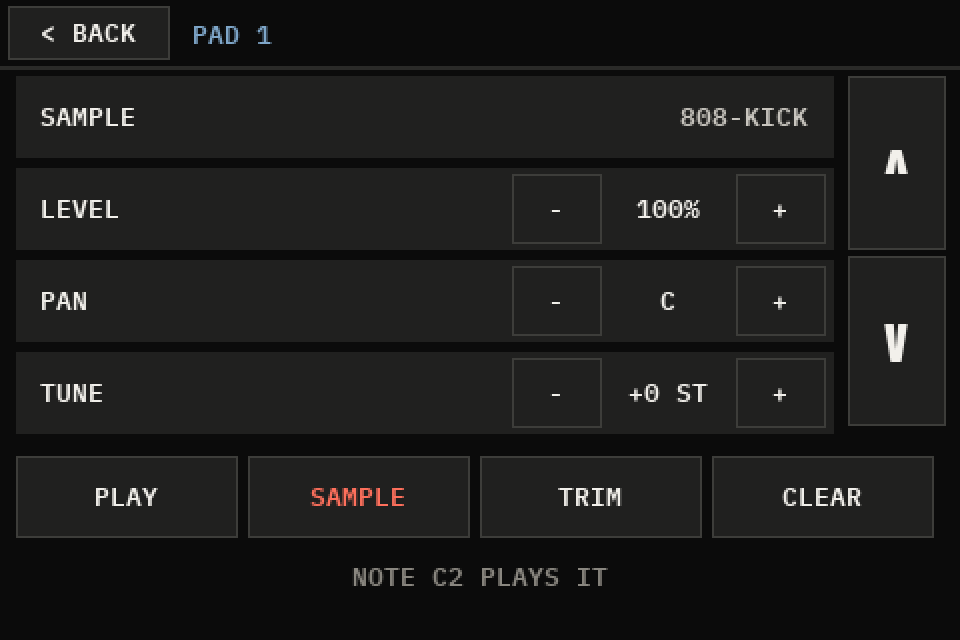 < BACK PAD 1
SAMPLE 808-KICK
∧
LEVEL - 100% +
PAN - C +
∨
TUNE - +0 ST +
PLAY SAMPLE TRIM CLEAR
NOTE C2 PLAYS IT